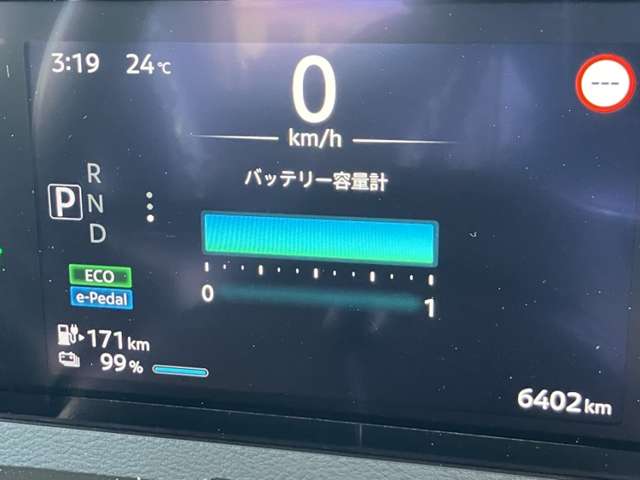 3:19 24℃
---
0
km/h
バッテリー容量計
R
P N
D
ECO
e-Pedal
0 1
171 km
99 %
6402 km